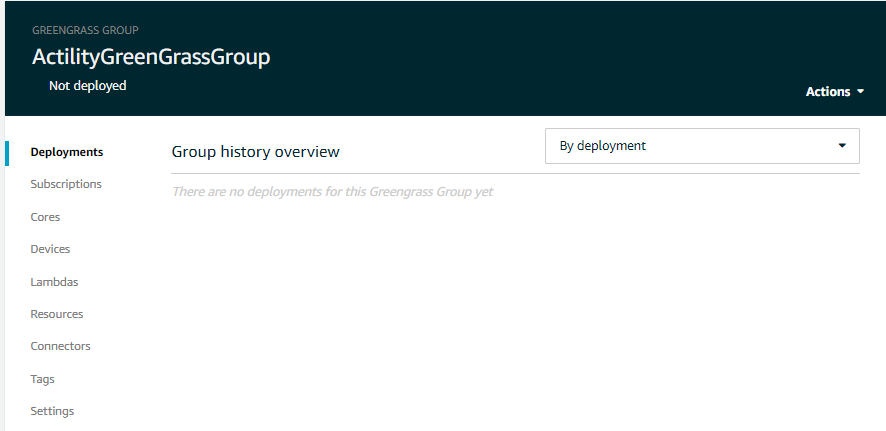 GREENGRASS GROUP
ActilityGreenGrassGroup
Not deployed
Actions
Deployments
Subscriptions
Cores
Devices
Lambdas
Resources
Connectors
Tags
Settings
Group history overview
By deployment
There are no deployments for this Greengrass Group yet